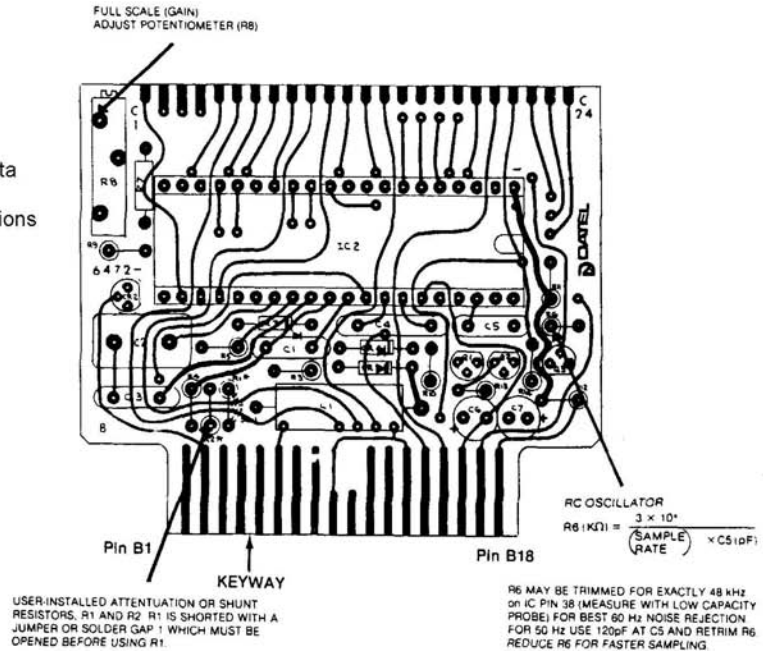 FULL SCALE (GAIN)
ADJUST POTENTIOMETER (R8)
ta
ions
C
1
C
24
R8
R9
IC2
DATEL
6472-
C4
C5
C1
R3
C3
C6
C7
B
Pin B1
KEYWAY
Pin B18
RC OSCILLATOR
R6 (KΩ) = 3 × 10⁶
(SAMPLE RATE) × C5 (pF)
USER-INSTALLED ATTENTUATION OR SHUNT
RESISTORS, R1 AND R2 R1 IS SHORTED WITH A
JUMPER OR SOLDER GAP 1 WHICH MUST BE
OPENED BEFORE USING R1.
R6 MAY BE TRIMMED FOR EXACTLY 48 kHz
on IC PIN 38 (MEASURE WITH LOW CAPACITY
PROBE) FOR BEST 60 Hz NOISE REJECTION
FOR 50 Hz USE 120pF AT C5 AND RETRIM R6
REDUCE R6 FOR FASTER SAMPLING.